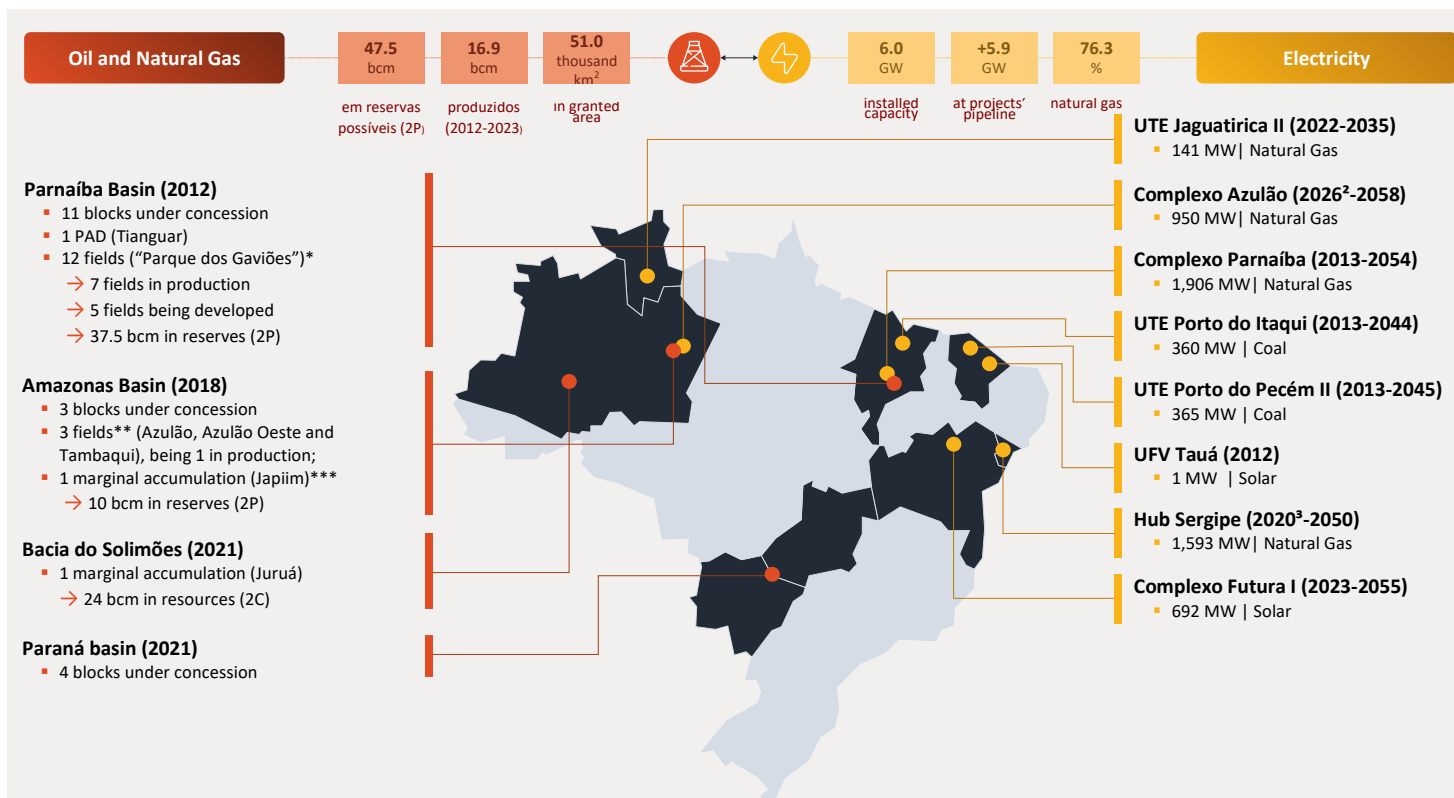 Oil and Natural Gas
47.5
bcm
em reservas
possíveis (2P)
16.9
bcm
produzidos
(2012-2023)
51.0
thousand
km²
in granted
area
6.0
GW
installed
capacity
+5.9
GW
at projects'
pipeline
76.3
%
natural gas
Electricity
Parnaíba Basin (2012)
▪ 11 blocks under concession
▪ 1 PAD (Tianguar)
▪ 12 fields (“Parque dos Gaviões”)*
→ 7 fields in production
→ 5 fields being developed
→ 37.5 bcm in reserves (2P)
Amazonas Basin (2018)
▪ 3 blocks under concession
▪ 3 fields** (Azulão, Azulão Oeste and
Tambaqui), being 1 in production;
▪ 1 marginal accumulation (Japiim)***
→ 10 bcm in reserves (2P)
Bacia do Solimões (2021)
▪ 1 marginal accumulation (Juruá)
→ 24 bcm in resources (2C)
Paraná basin (2021)
▪ 4 blocks under concession
UTE Jaguatirica II (2022-2035)
▪ 141 MW| Natural Gas
Complexo Azulão (2026²-2058)
▪ 950 MW| Natural Gas
Complexo Parnaíba (2013-2054)
▪ 1,906 MW| Natural Gas
UTE Porto do Itaqui (2013-2044)
▪ 360 MW | Coal
UTE Porto do Pecém II (2013-2045)
▪ 365 MW | Coal
UFV Tauá (2012)
▪ 1 MW | Solar
Hub Sergipe (2020³-2050)
▪ 1,593 MW| Natural Gas
Complexo Futura I (2023-2055)
▪ 692 MW | Solar